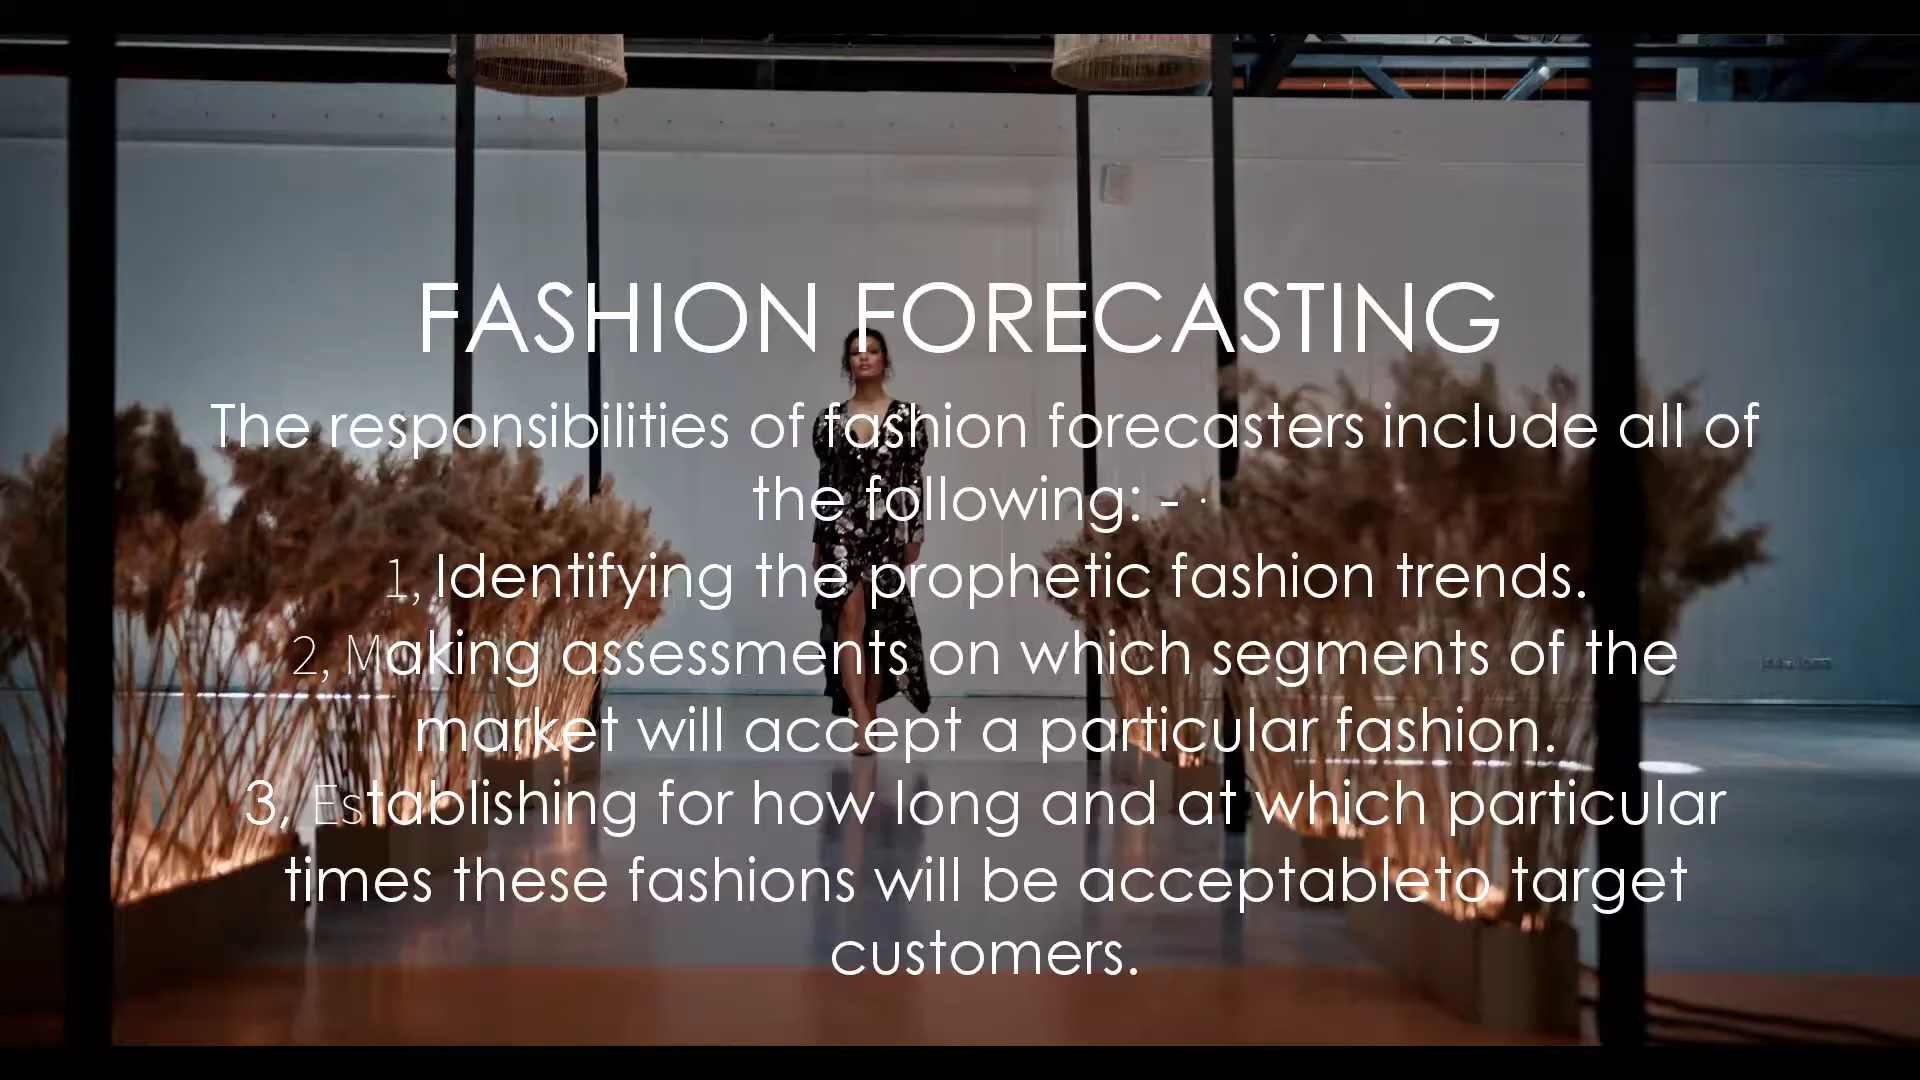 FASHION FORECASTING
The responsibilities of fashion forecasters include all of
the following: - ·
1, Identifying the prophetic fashion trends.
2, Making assessments on which segments of the
market will accept a particular fashion.
3, Establishing for how long and at which particular
times these fashions will be acceptableto target
customers.